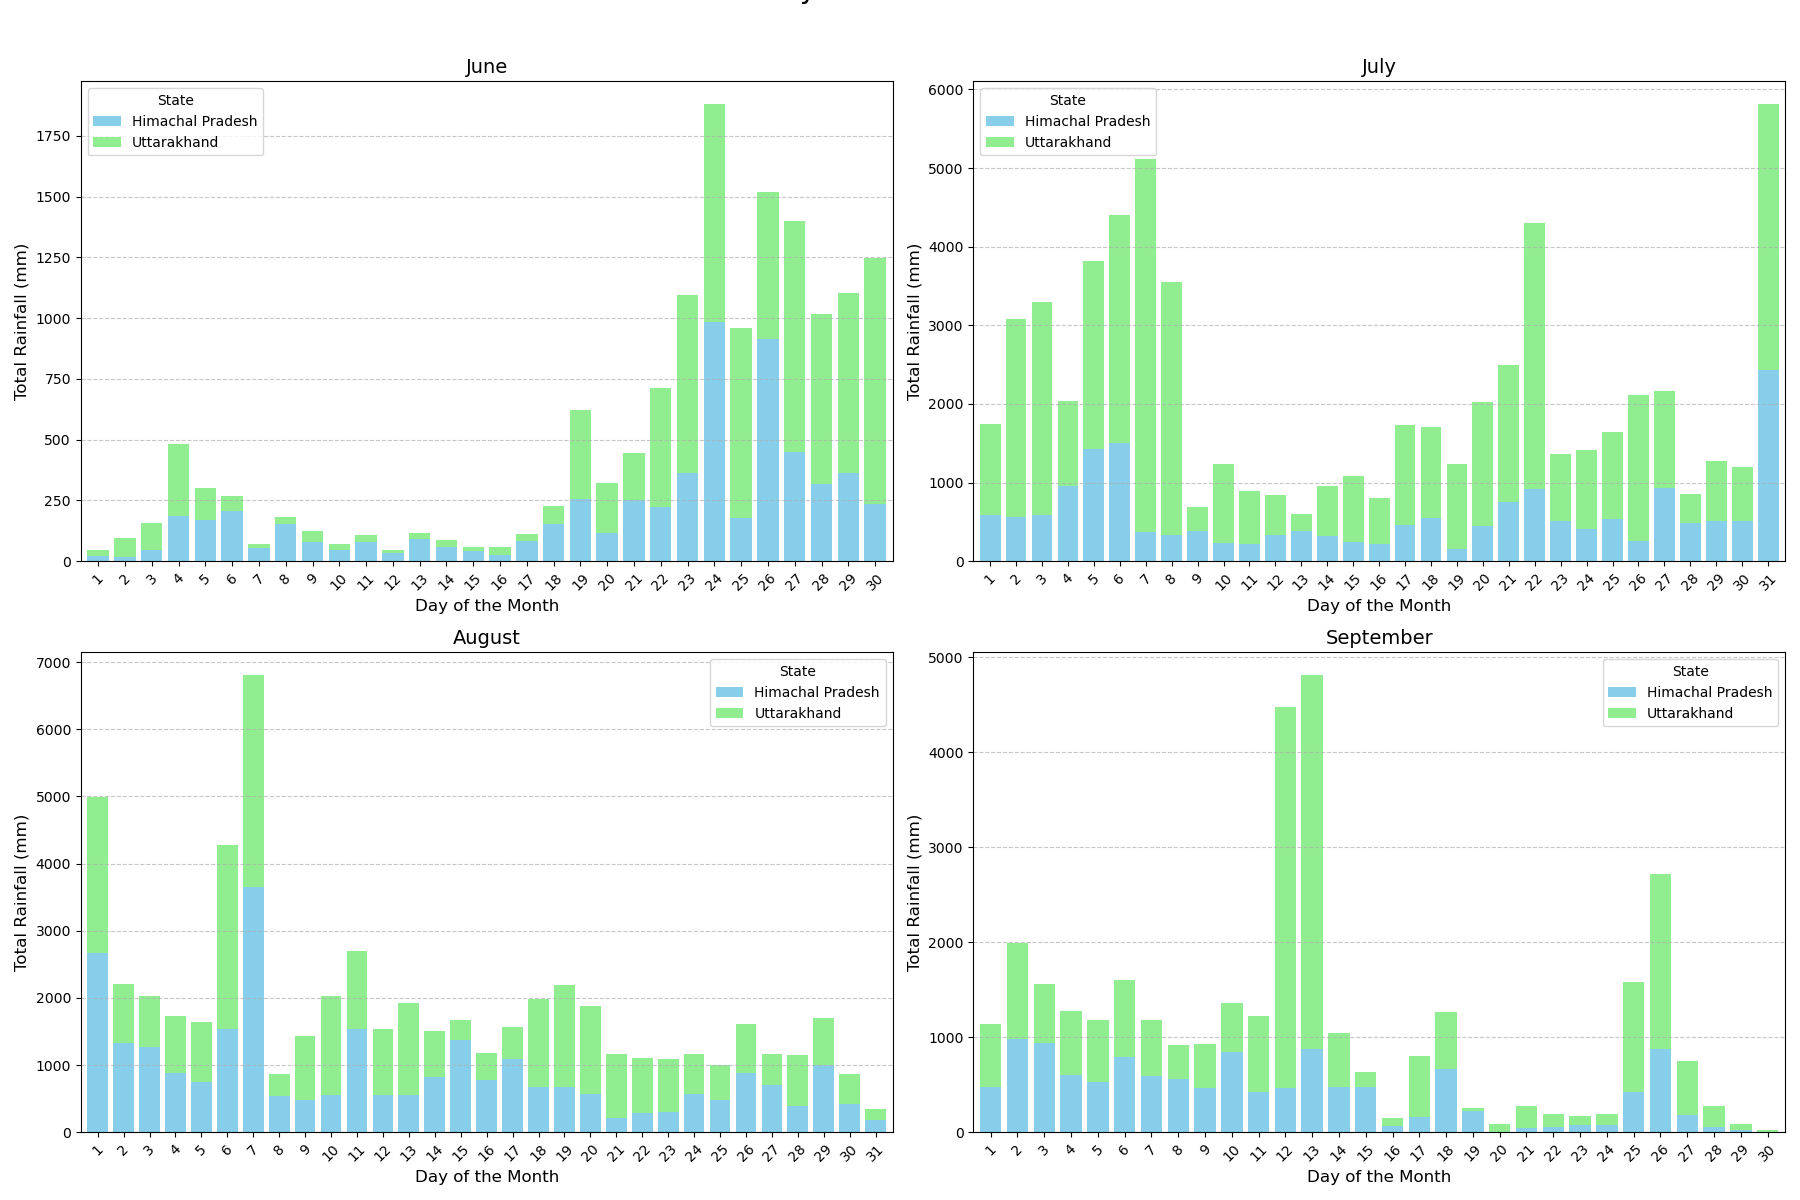 June
State
Himachal Pradesh
Uttarakhand
Total Rainfall (mm)
1750
1500
1250
1000
750
500
250
0
1 2 3 4 5 6 7 8 9 10 11 12 13 14 15 16 17 18 19 20 21 22 23 24 25 26 27 28 29 30
Day of the Month
July
State
Himachal Pradesh
Uttarakhand
Total Rainfall (mm)
6000
5000
4000
3000
2000
1000
0
1 2 3 4 5 6 7 8 9 10 11 12 13 14 15 16 17 18 19 20 21 22 23 24 25 26 27 28 29 30 31
Day of the Month
August
State
Himachal Pradesh
Uttarakhand
Total Rainfall (mm)
7000
6000
5000
4000
3000
2000
1000
0
1 2 3 4 5 6 7 8 9 10 11 12 13 14 15 16 17 18 19 20 21 22 23 24 25 26 27 28 29 30 31
Day of the Month
September
State
Himachal Pradesh
Uttarakhand
Total Rainfall (mm)
5000
4000
3000
2000
1000
0
1 2 3 4 5 6 7 8 9 10 11 12 13 14 15 16 17 18 19 20 21 22 23 24 25 26 27 28 29 30
Day of the Month